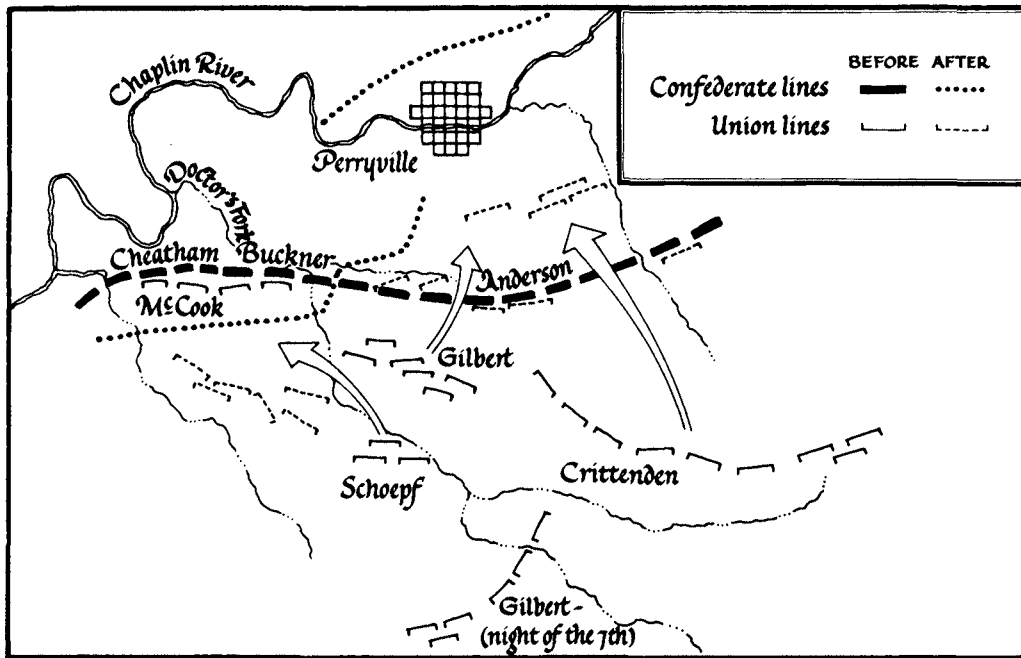 BEFORE AFTER
Confederate lines
Union lines
Chaplin River
Perryville
Doctor's Fork
Cheatham
Buckner
Anderson
McCook
Gilbert
Schoepf
Crittenden
Gilbert-
(night of the 7th)